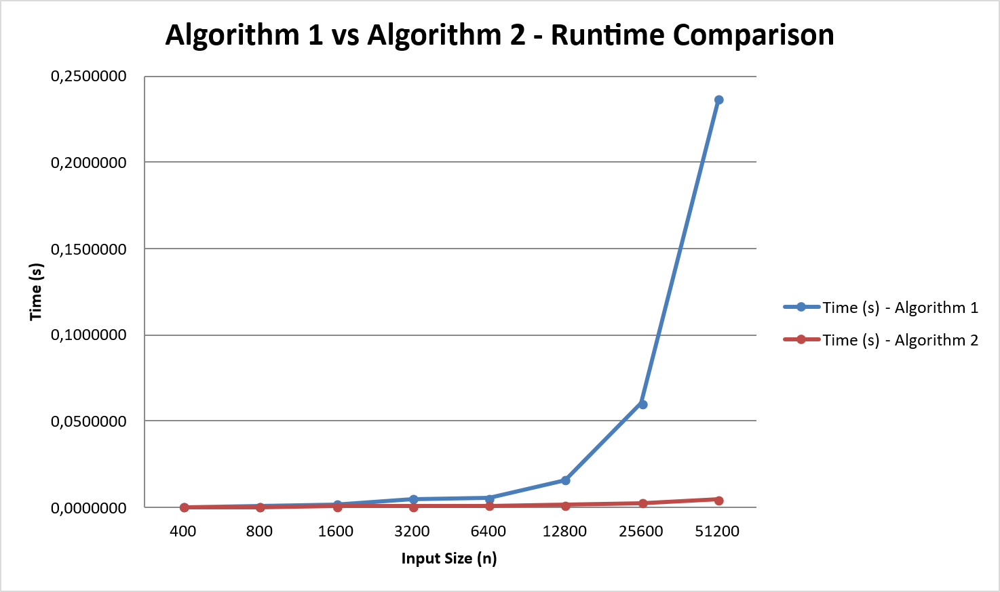 Algorithm 1 vs Algorithm 2 - Runtime Comparison
0,2500000
0,2000000
0,1500000
0,1000000
0,0500000
0,0000000
Time (s)
400 800 1600 3200 6400 12800 25600 51200
Input Size (n)
Time (s) - Algorithm 1
Time (s) - Algorithm 2